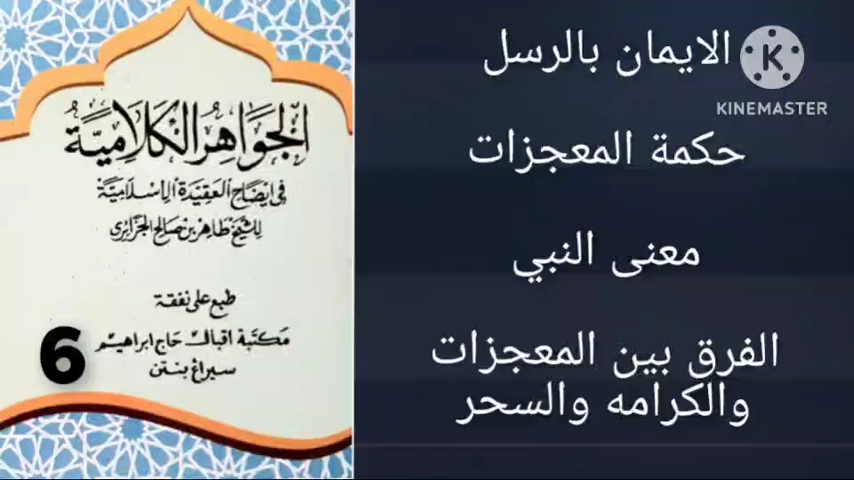 الجواهر الكلامية
في ايضاح العقيدة الإسلامية
للشيخ طاهر بن صالح الجزائري
طبع على نفقة
مكتبة اقبال حاج ابراهيم
سيراغ بنتن
6
الايمان بالرسل
حكمة المعجزات
معنى النبي
الفرق بين المعجزات
والكرامه والسحر
K
KINEMASTER